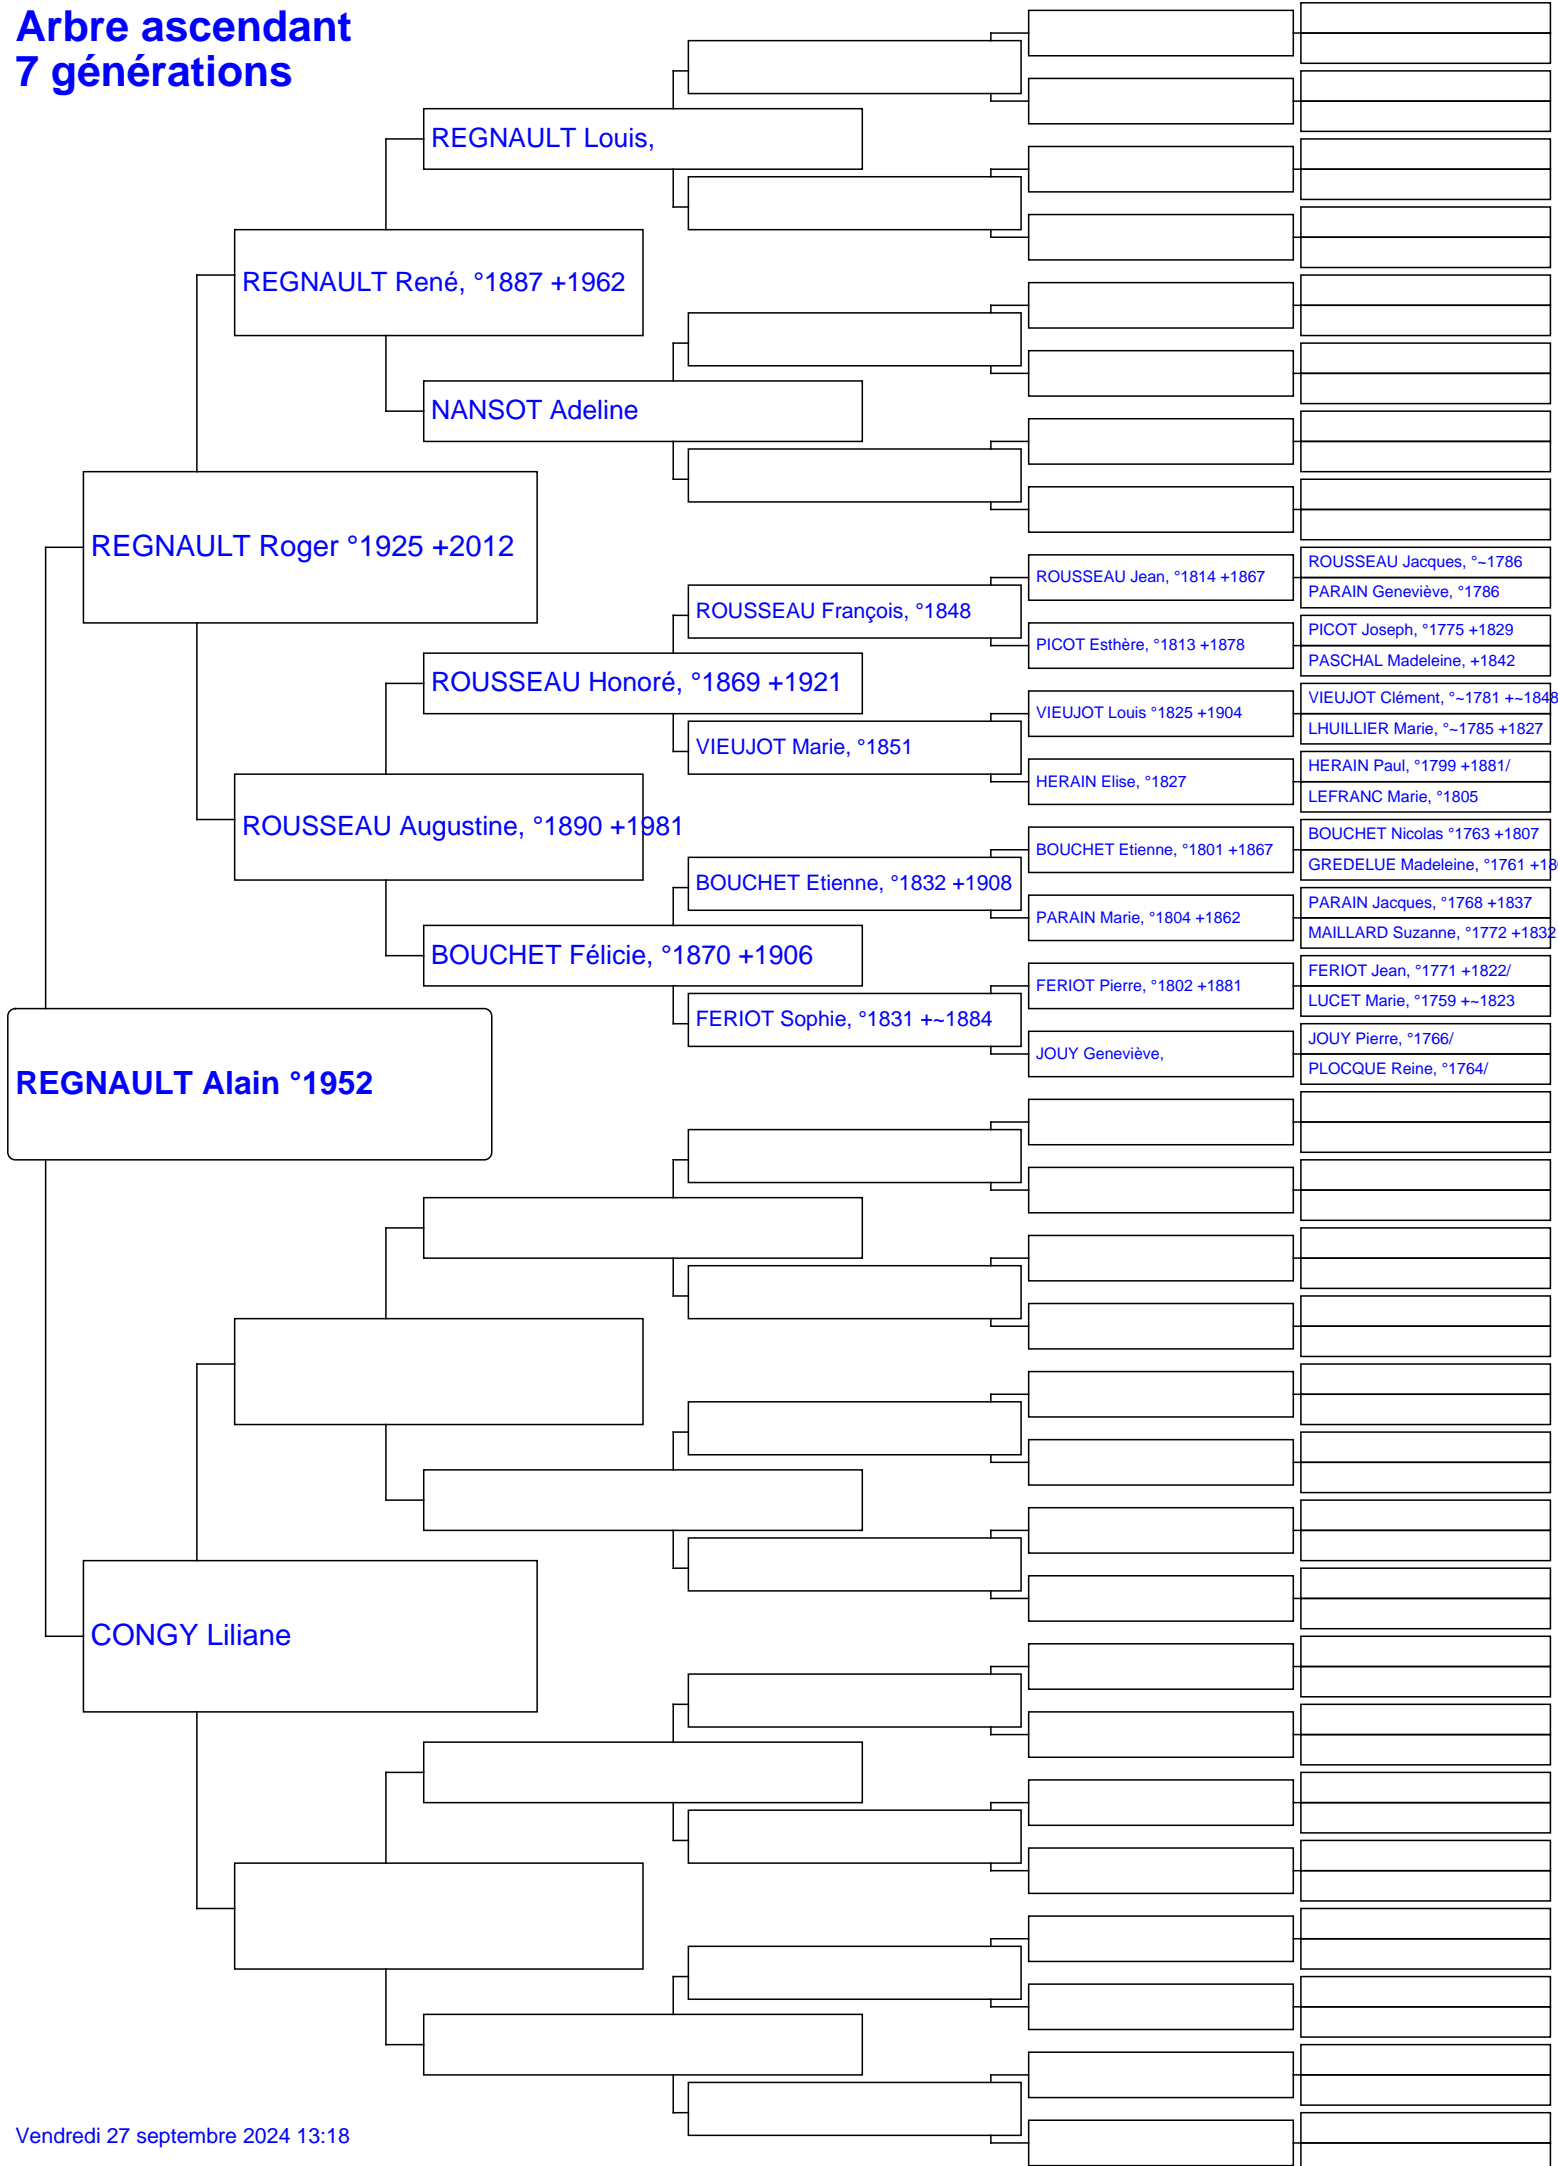 Arbre ascendant
7 générations
REGNAULT Louis,
REGNAULT René, °1887 +1962
NANSOT Adeline
REGNAULT Roger °1925 +2012
ROUSSEAU Jacques, °~1786
ROUSSEAU Jean, °1814 +1867
PARAIN Geneviève, °1786
ROUSSEAU François, °1848
PICOT Joseph, °1775 +1829
PICOT Esthère, °1813 +1878
PASCHAL Madeleine, +1842
ROUSSEAU Honoré, °1869 +1921
VIEUJOT Clément, °~1781 +~1848
VIEUJOT Louis °1825 +1904
LHUILLIER Marie, °~1785 +1827
VIEUJOT Marie, °1851
HERAIN Paul, °1799 +1881/
HERAIN Elise, °1827
LEFRANC Marie, °1805
ROUSSEAU Augustine, °1890 +1981
BOUCHET Nicolas °1763 +1807
BOUCHET Etienne, °1801 +1867
GREDELUE Madeleine, °1761
BOUCHET Etienne, °1832 +1908
PARAIN Jacques, °1768 +1837
PARAIN Marie, °1804 +1862
MAILLARD Suzanne, °1772 +1832
BOUCHET Félicie, °1870 +1906
FERIOT Jean, °1771 +1822/
FERIOT Pierre, °1802 +1881
LUCET Marie, °1759 +~1823
FERIOT Sophie, °1831 +~1884
JOUY Pierre, °1766/
JOUY Geneviève,
PLOCQUE Reine, °1764/
REGNAULT Alain °1952
CONGY Liliane
Vendredi 27 septembre 2024 13:18